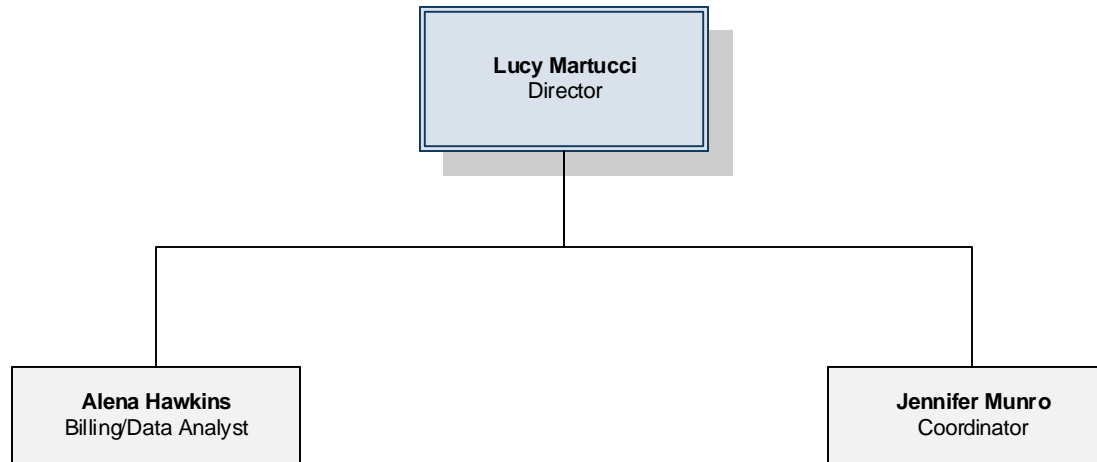 Lucy Martucci
Director
Alena Hawkins
Billing/Data Analyst
Jennifer Munro
Coordinator